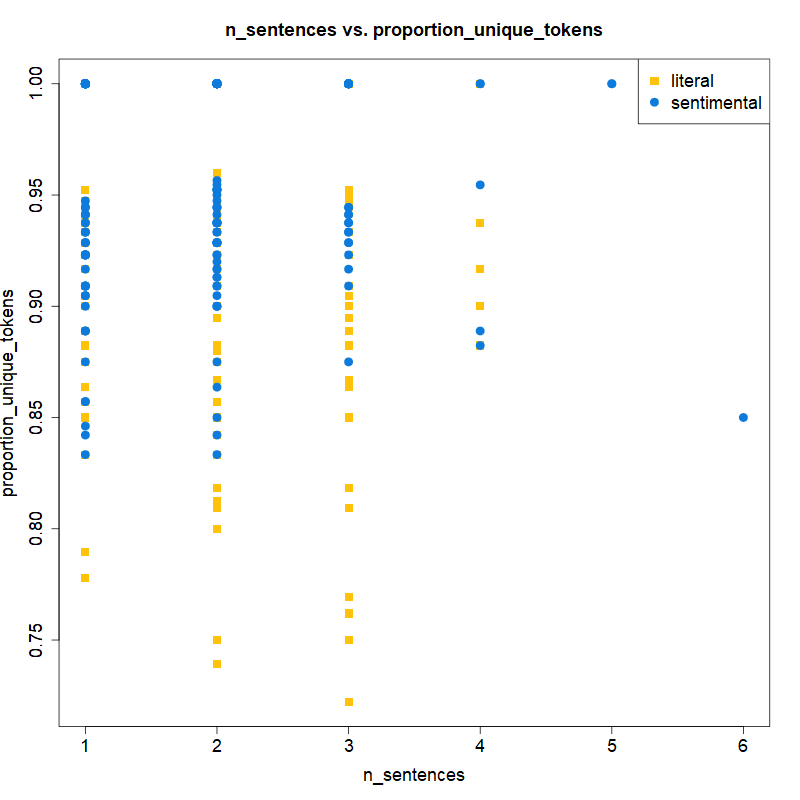 n_sentences vs. proportion_unique_tokens
literal
sentimental
proportion_unique_tokens
1.00
0.95
0.90
0.85
0.80
0.75
1 2 3 4 5 6
n_sentences